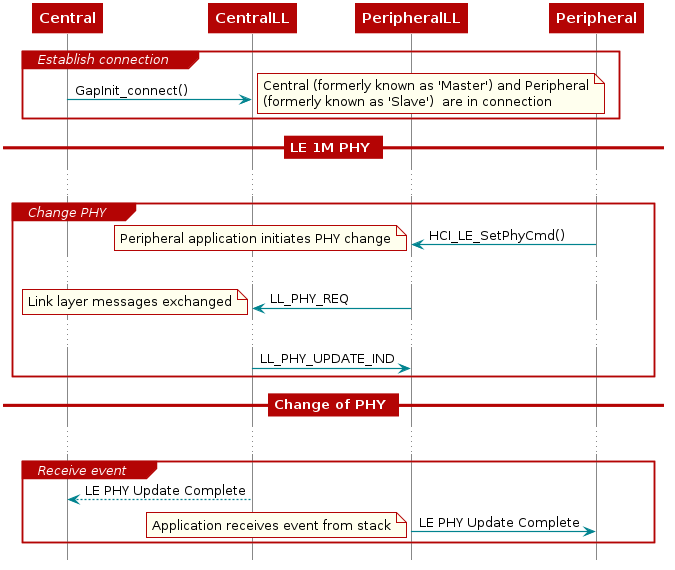 Central CentralLL PeripheralLL Peripheral
Establish connection
GapInit_connect()
Central (formerly known as 'Master') and Peripheral
(formerly known as 'Slave')  are in connection
LE 1M PHY
Change PHY
Peripheral application initiates PHY change
HCI_LE_SetPhyCmd()
Link layer messages exchanged
LL_PHY_REQ
LL_PHY_UPDATE_IND
Change of PHY
Receive event
LE PHY Update Complete
Application receives event from stack
LE PHY Update Complete